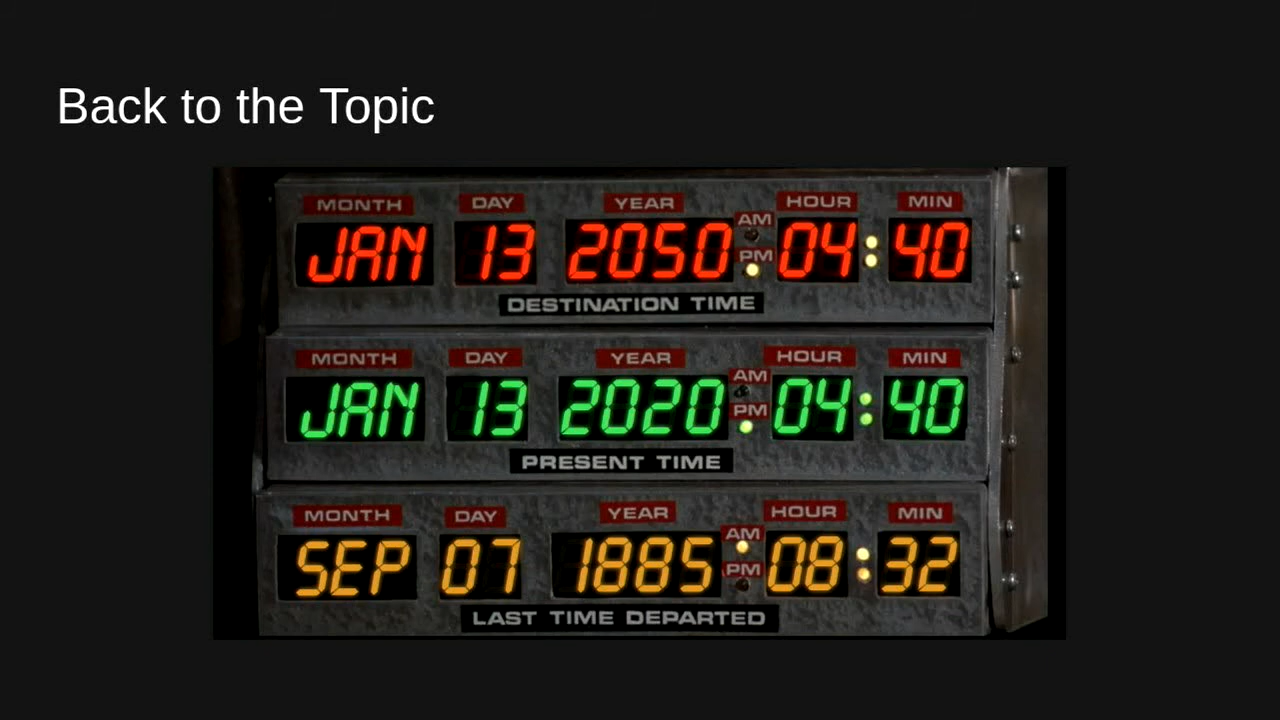 Back to the Topic
MONTH DAY YEAR AM PM HOUR MIN
JAN 13 2050 04:40
DESTINATION TIME
MONTH DAY YEAR AM PM HOUR MIN
JAN 13 2020 04:40
PRESENT TIME
MONTH DAY YEAR AM PM HOUR MIN
SEP 07 1885 08:32
LAST TIME DEPARTED